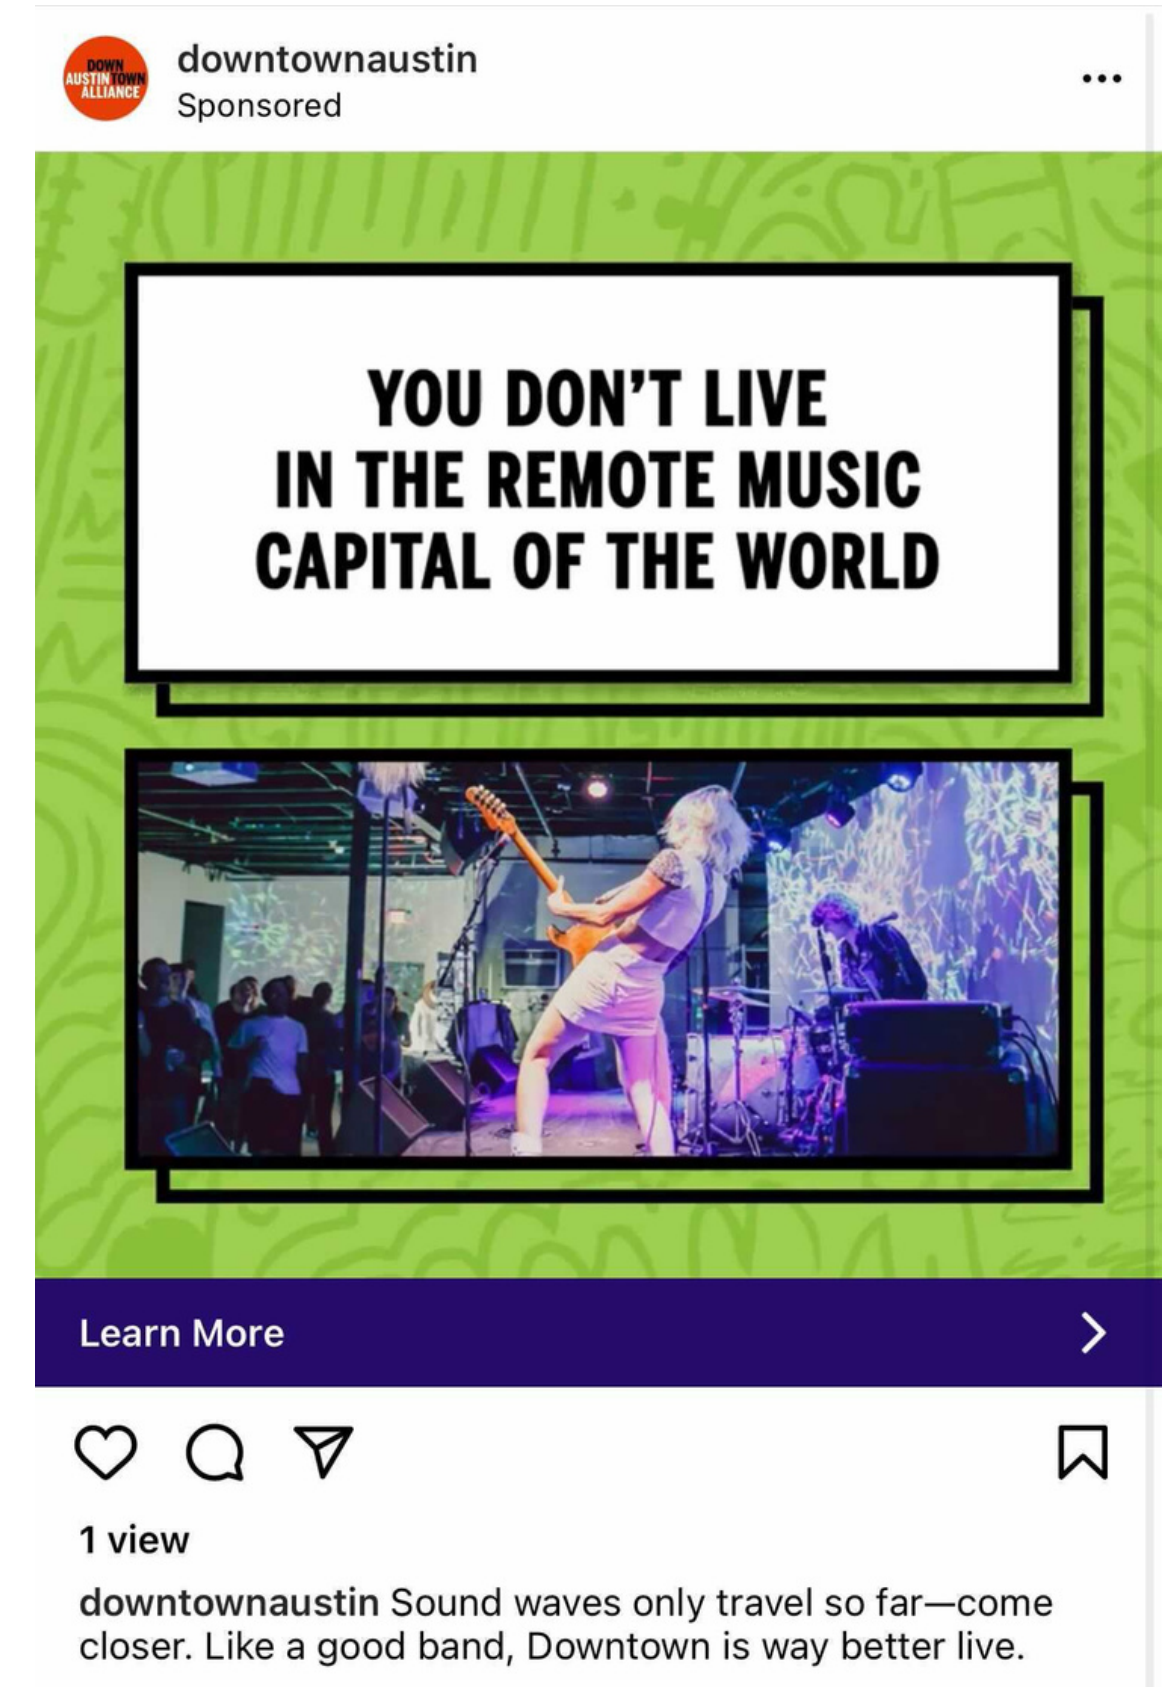 DOWN
AUSTIN TOWN
ALLIANCE
downtownaustin
Sponsored
YOU DON’T LIVE
IN THE REMOTE MUSIC
CAPITAL OF THE WORLD
Learn More
1 view
downtownaustin Sound waves only travel so far—come
closer. Like a good band, Downtown is way better live.